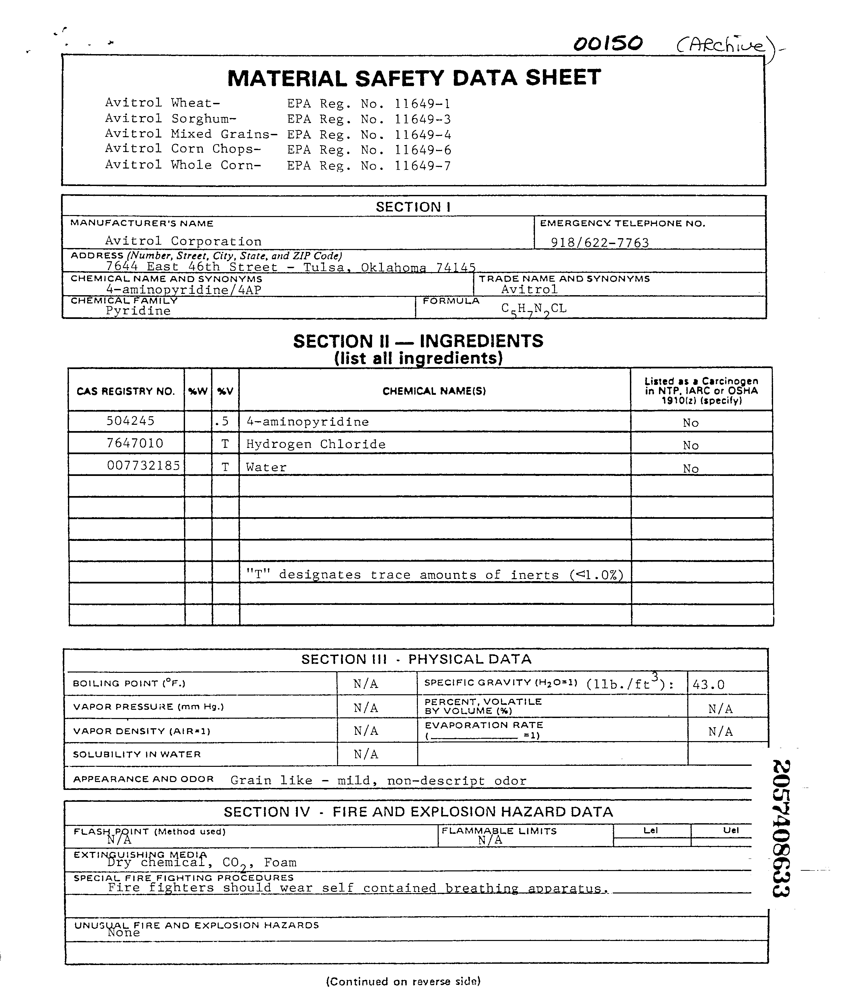 00150 (Archive)-
MATERIAL SAFETY DATA SHEET
Avitrol Wheat- EPA Reg. No. 11649-1
Avitrol Sorghum- EPA Reg. No. 11649-3
Avitrol Mixed Grains- EPA Reg. No. 11649-4
Avitrol Corn Chops- EPA Reg. No. 11649-6
Avitrol Whole Corn- EPA Reg. No. 11649-7
SECTION I
MANUFACTURER'S NAME EMERGENCY TELEPHONE NO.
Avitrol Corporation 918/622-7763
ADDRESS (Number, Street, City, State, and ZIP Code)
7644 East 46th Street - Tulsa, Oklahoma 74145
CHEMICAL NAME AND SYNONYMS TRADE NAME AND SYNONYMS
4-aminopyridine/4AP Avitrol
CHEMICAL FAMILY FORMULA
Pyridine C5H7N2CL
SECTION II — INGREDIENTS
(list all ingredients)
CAS REGISTRY NO. %W %V CHEMICAL NAME(S) Listed as a Carcinogen
in NTP, IARC or OSHA
1910(z) (specify)
504245 .5 4-aminopyridine No
7647010 T Hydrogen Chloride No
007732185 T Water No
"T" designates trace amounts of inerts (<1.0%)
SECTION III - PHYSICAL DATA
BOILING POINT (°F.) N/A SPECIFIC GRAVITY (H2O=1) (1lb./ft3): 43.0
VAPOR PRESSURE (mm Hg.) N/A PERCENT, VOLATILE
BY VOLUME (%) N/A
VAPOR DENSITY (AIR=1) N/A EVAPORATION RATE
(__________ =1) N/A
SOLUBILITY IN WATER N/A
APPEARANCE AND ODOR Grain like - mild, non-descript odor
SECTION IV - FIRE AND EXPLOSION HAZARD DATA
FLASH POINT (Method used) FLAMMABLE LIMITS Lel Uel
N/A N/A
EXTINGUISHING MEDIA
Dry chemical, CO2, Foam
SPECIAL FIRE FIGHTING PROCEDURES
Fire fighters should wear self contained breathing apparatus.
UNUSUAL FIRE AND EXPLOSION HAZARDS
None
(Continued on reverse side)
2057408633